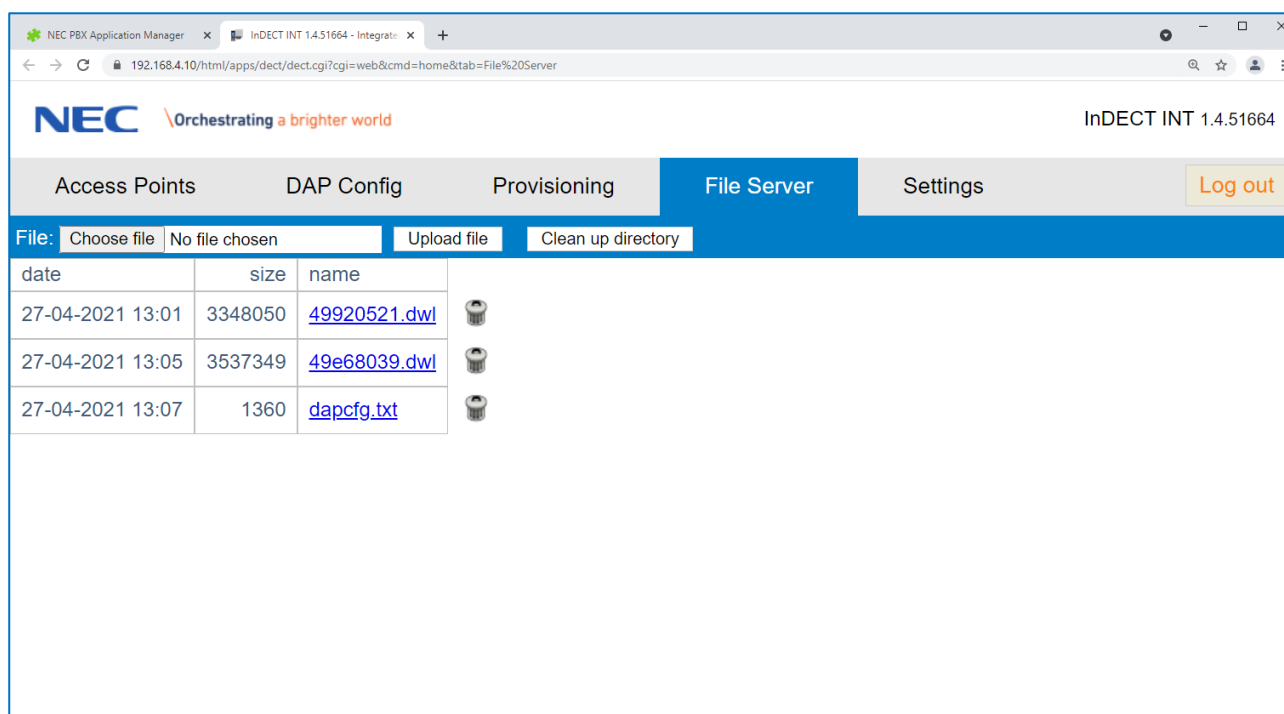 NEC PBX Application Manager
InDECT INT 1.4.51664 - Integrate
192.168.4.10/html/apps/dect/dect.cgi?cgi=web&cmd=home&tab=File%20Server
NEC \Orchestrating a brighter world
InDECT INT 1.4.51664
Access Points DAP Config Provisioning File Server Settings Log out
File: Choose file No file chosen Upload file Clean up directory
date size name
27-04-2021 13:01 3348050 49920521.dwl
27-04-2021 13:05 3537349 49e68039.dwl
27-04-2021 13:07 1360 dapcfg.txt